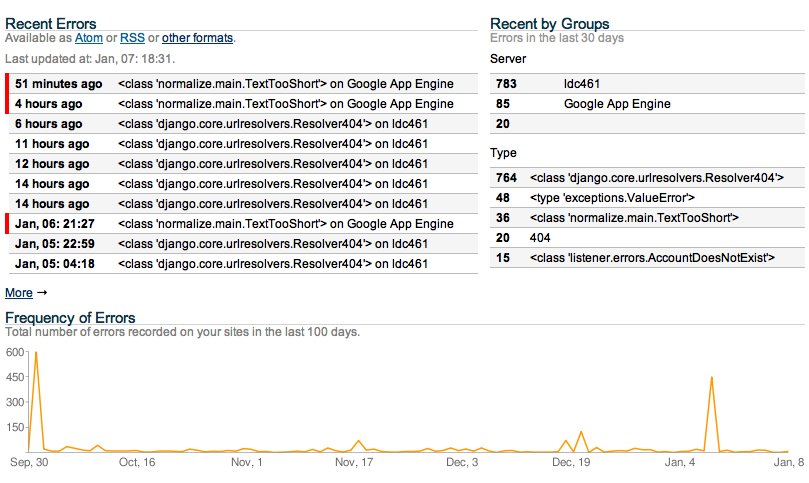 Recent Errors
Available as Atom or RSS or other formats.
Last updated at: Jan, 07: 18:31.
51 minutes ago <class 'normalize.main.TextTooShort'> on Google App Engine
4 hours ago <class 'normalize.main.TextTooShort'> on Google App Engine
6 hours ago <class 'django.core.urlresolvers.Resolver404'> on ldc461
11 hours ago <class 'django.core.urlresolvers.Resolver404'> on ldc461
12 hours ago <class 'django.core.urlresolvers.Resolver404'> on ldc461
14 hours ago <class 'django.core.urlresolvers.Resolver404'> on ldc461
14 hours ago <class 'django.core.urlresolvers.Resolver404'> on ldc461
Jan, 06: 21:27 <class 'normalize.main.TextTooShort'> on Google App Engine
Jan, 05: 22:59 <class 'django.core.urlresolvers.Resolver404'> on ldc461
Jan, 05: 04:18 <class 'django.core.urlresolvers.Resolver404'> on ldc461
More →
Recent by Groups
Errors in the last 30 days
Server
783 ldc461
85 Google App Engine
20
Type
764 <class 'django.core.urlresolvers.Resolver404'>
48 <type 'exceptions.ValueError'>
36 <class 'normalize.main.TextTooShort'>
20 404
15 <class 'listener.errors.AccountDoesNotExist'>
Frequency of Errors
Total number of errors recorded on your sites in the last 100 days.
600
450
300
150
Sep, 30 Oct, 16 Nov, 1 Nov, 17 Dec, 3 Dec, 19 Jan, 4 Jan, 8